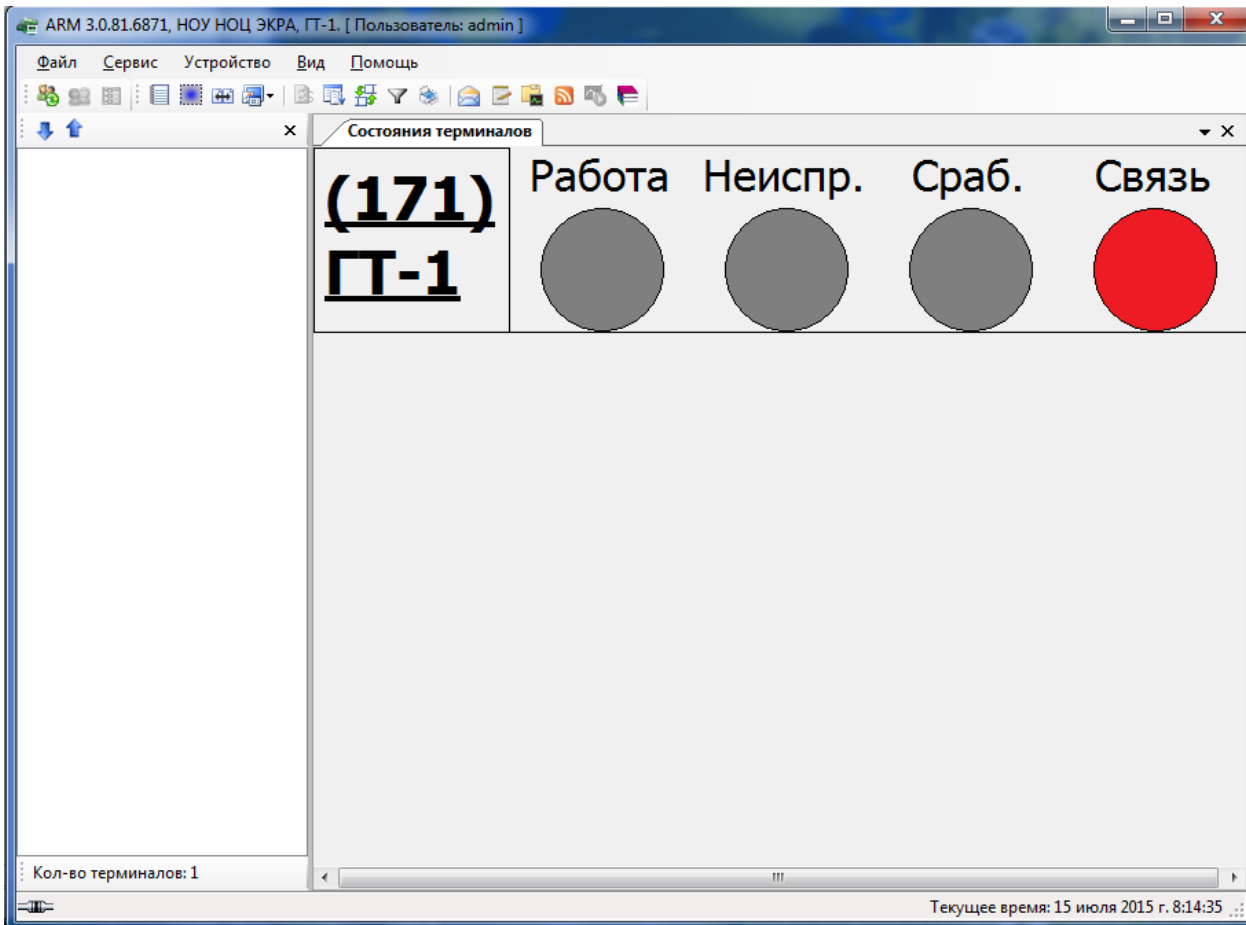 ARM 3.0.81.6871, НОУ НОЦ ЭКРА, ГТ-1. [ Пользователь: admin ]
Файл Сервис Устройство Вид Помощь
Состояния терминалов
(171) Работа Неиспр. Сраб. Связь
ГТ-1
Кол-во терминалов: 1
Текущее время: 15 июля 2015 г. 8:14:35